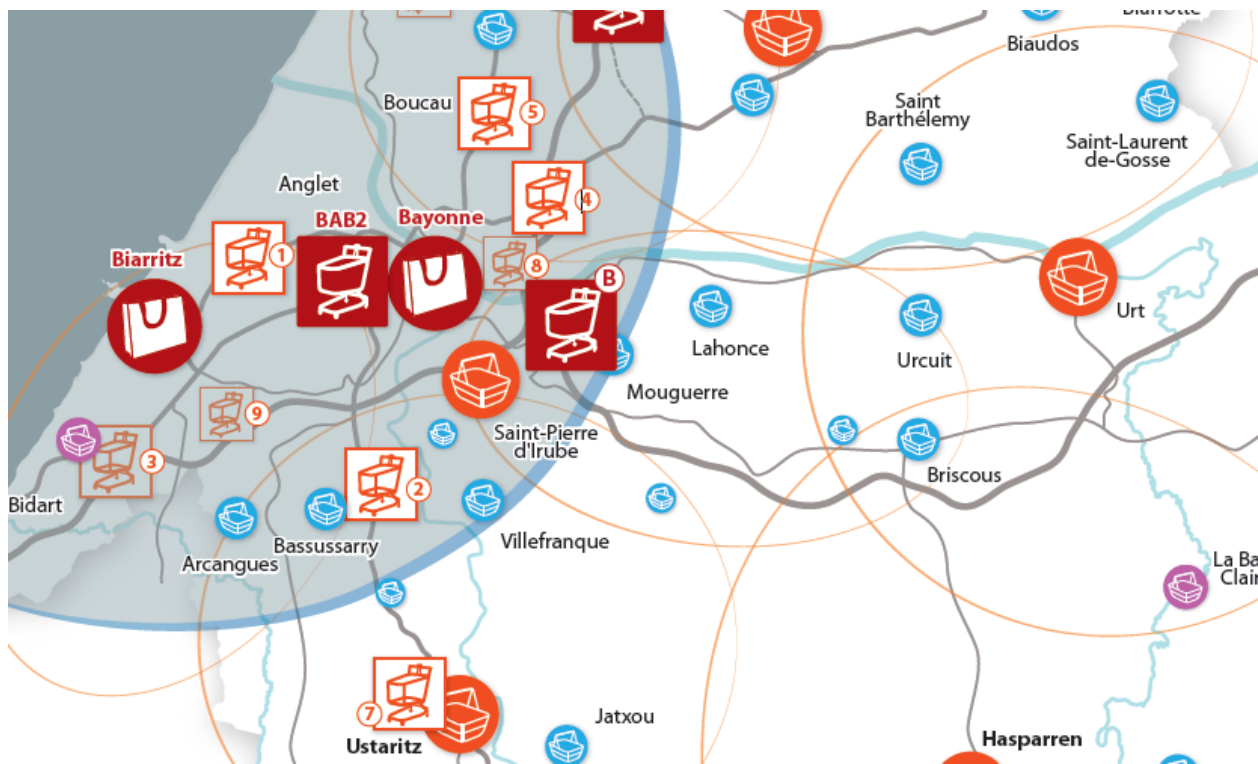 Biarrotte
Biaudos
Boucau
5
Saint
Barthélemy
Saint-Laurent
de-Gosse
Anglet
4
BAB2
Bayonne
1
8
Biarritz
B
Urt
Lahonce
Urcuit
Mouguerre
9
Saint-Pierre
d'Irube
3
2
Briscous
Bidart
Villefranque
Bassussarry
Arcangues
La Ba
Clair
7
Jatxou
Ustaritz
Hasparren